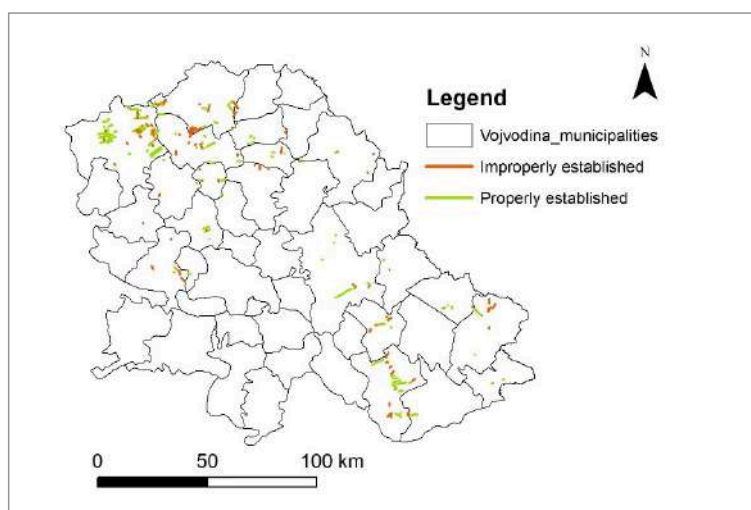 N
Legend
Vojvodina_municipalities
Improperly established
Properly established
0 50 100 km